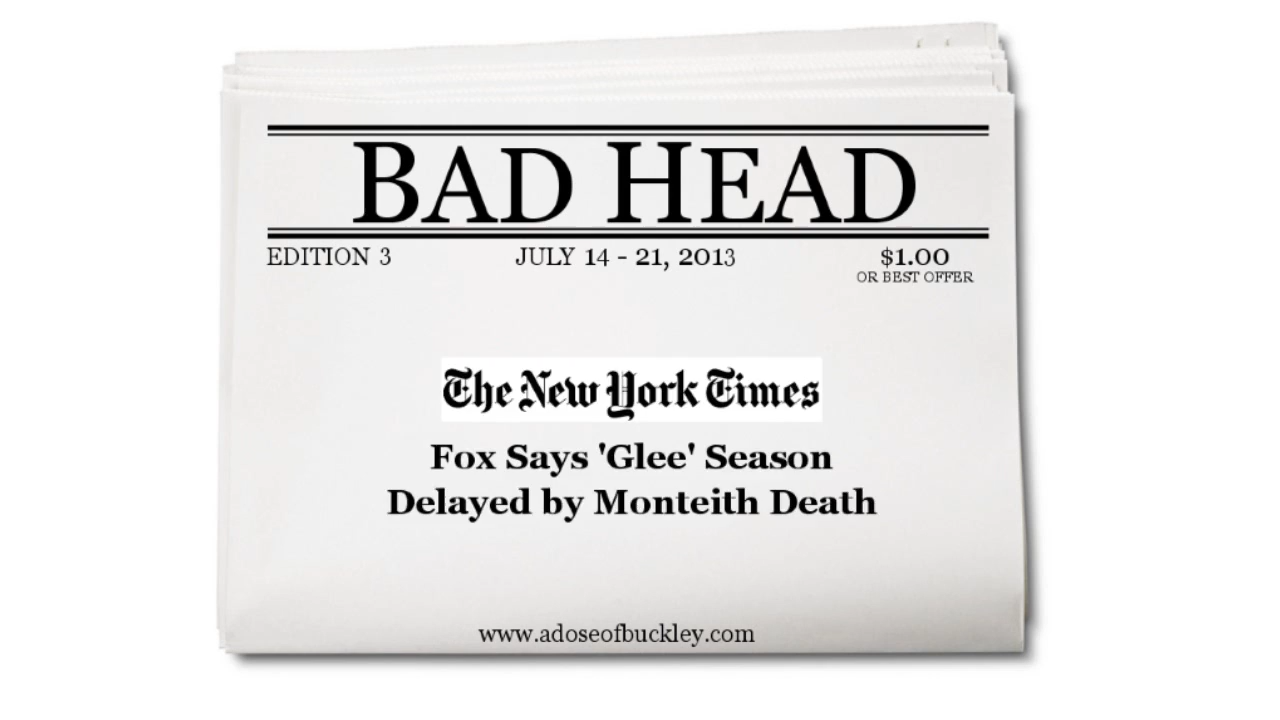 BAD HEAD
EDITION 3 JULY 14 - 21, 2013 $1.00
OR BEST OFFER
The New York Times
Fox Says 'Glee' Season
Delayed by Monteith Death
www.adoseofbuckley.com